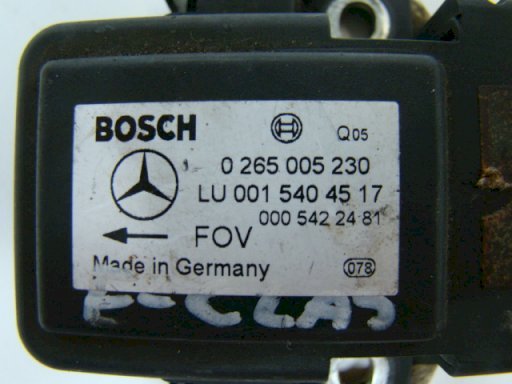 BOSCH Q05
0 265 005 230
LU 001 540 45 17
000 542 24 81
← FOV
Made in Germany 078
E-CLAS